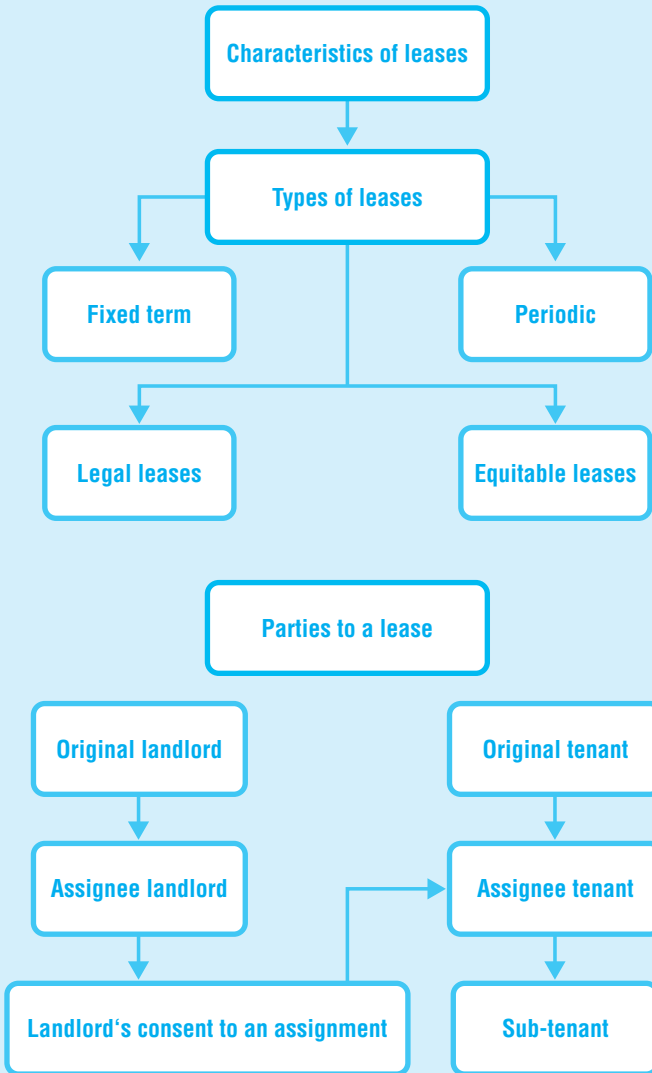 Characteristics of leases
Types of leases
Fixed term
Periodic
Legal leases
Equitable leases
Parties to a lease
Original landlord
Original tenant
Assignee landlord
Assignee tenant
Landlord‘s consent to an assignment
Sub-tenant